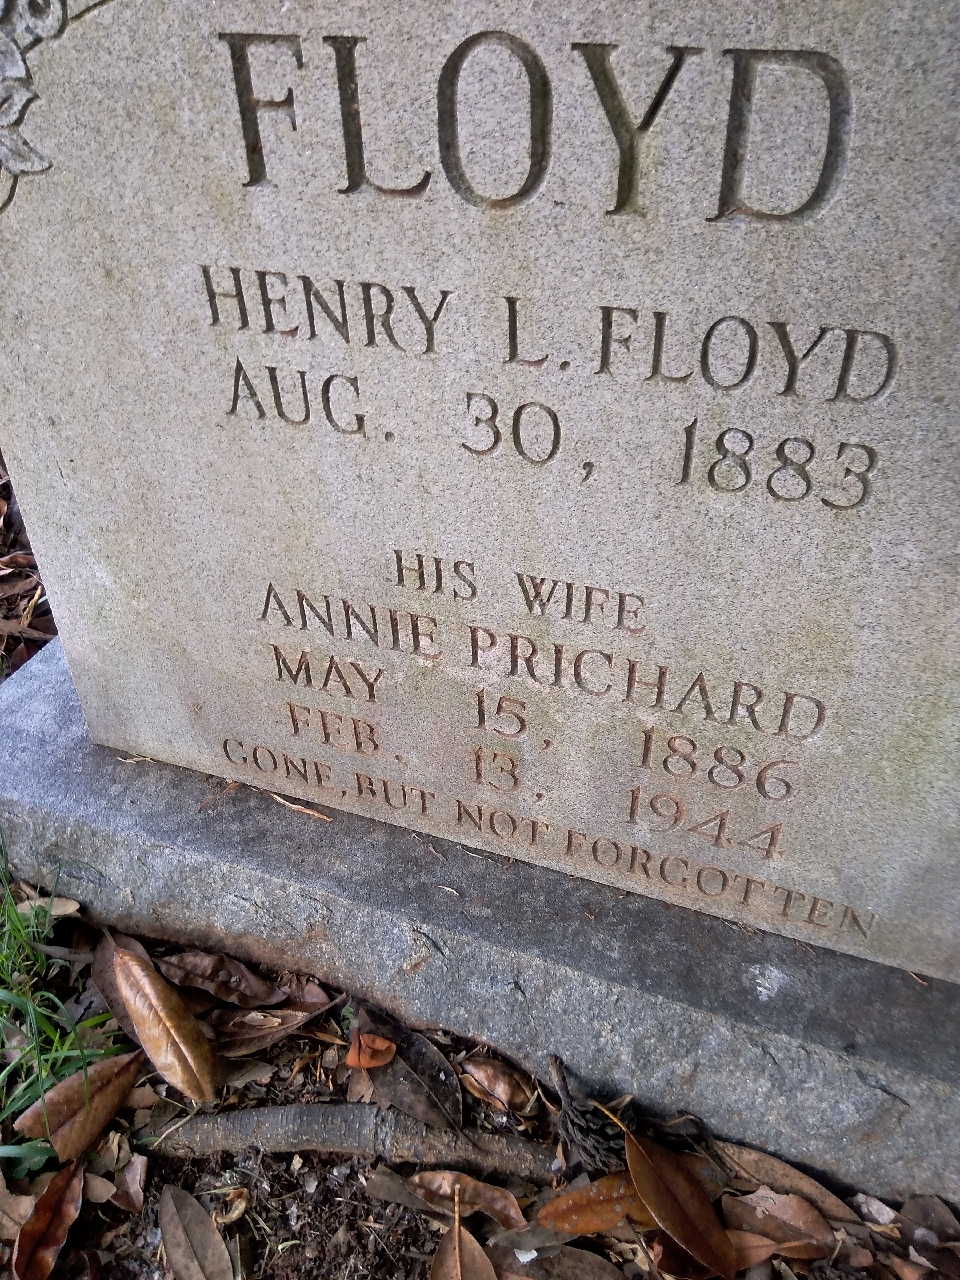 FLOYD
HENRY L. FLOYD
AUG. 30, 1883
HIS WIFE
ANNIE PRICHARD
MAY 15, 1886
FEB. 13, 1944
GONE, BUT NOT FORGOTTEN